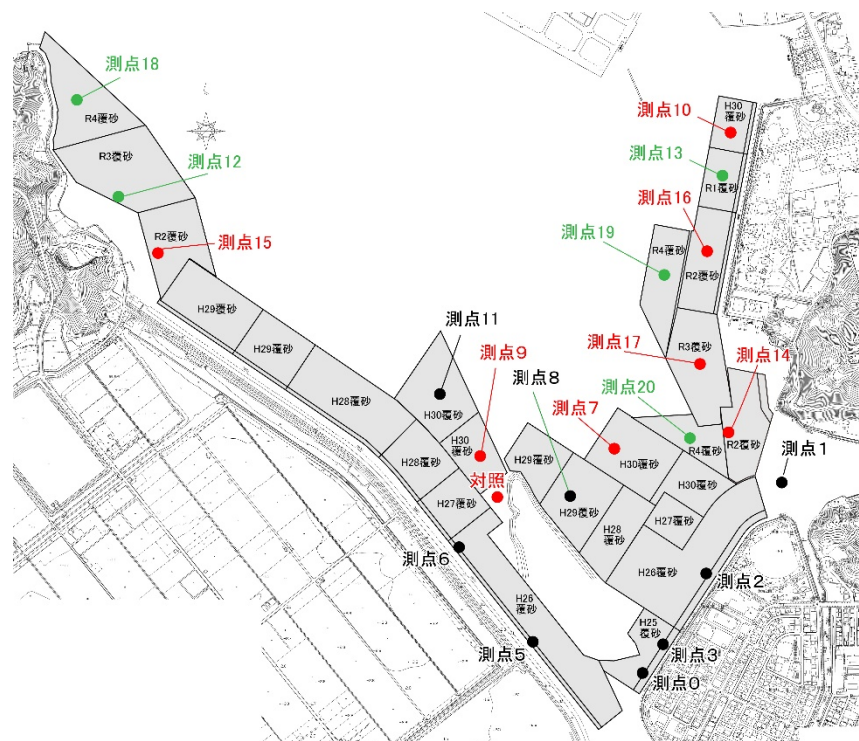 測点18
R4覆砂
R3覆砂
測点12
R2覆砂
測点15
H29覆砂
H29覆砂
H28覆砂
H28覆砂
H27覆砂
測点6
H26覆砂
測点5
測点11
H30覆砂
測点9
H30
覆砂
対照
測点8
H29覆砂
H29覆砂
H28
覆砂
測点7
H30覆砂
測点20
R4覆砂
H30覆砂
H27覆砂
H26覆砂
測点2
H25
覆砂
測点3
測点0
測点10
H30
覆砂
測点13
R1覆砂
測点16
R2覆砂
測点19
R4覆砂
測点17
R3覆砂
測点14
R2覆砂
測点1